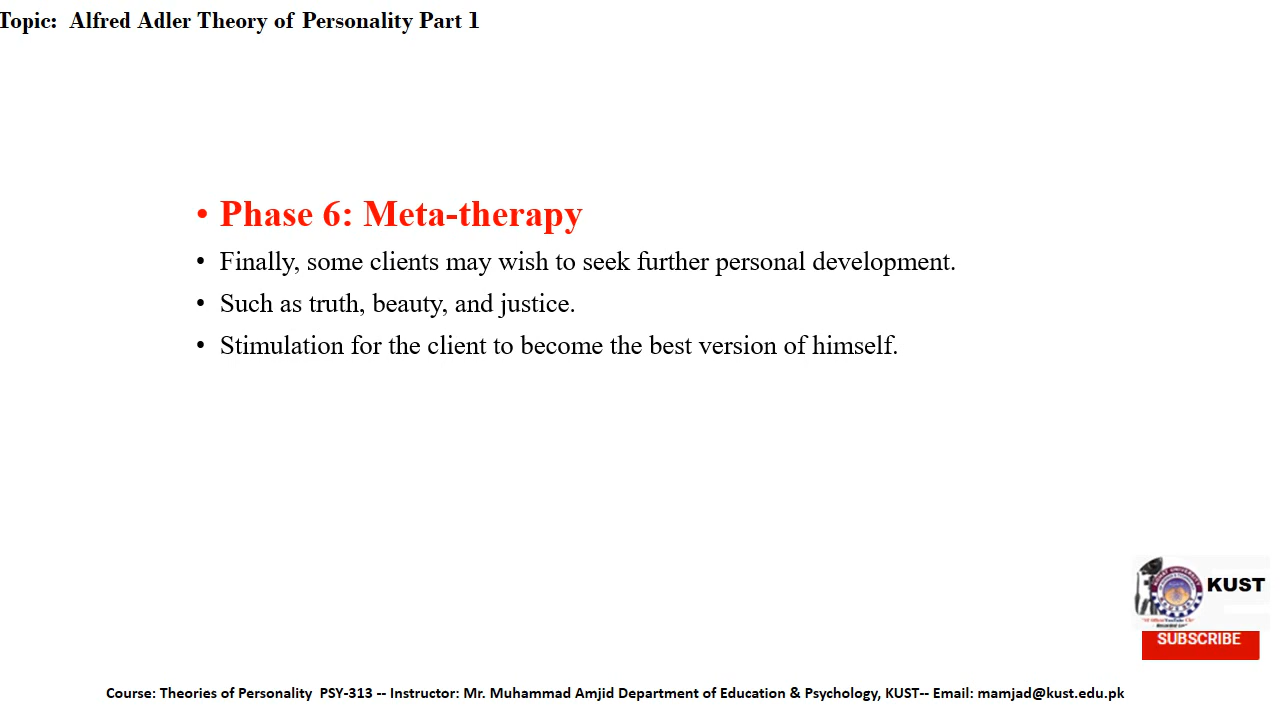 Topic: Alfred Adler Theory of Personality Part 1
• Phase 6: Meta-therapy
• Finally, some clients may wish to seek further personal development.
• Such as truth, beauty, and justice.
• Stimulation for the client to become the best version of himself.
KUST
SUBSCRIBE
Course: Theories of Personality PSY-313 -- Instructor: Mr. Muhammad Amjid Department of Education & Psychology, KUST-- Email: mamjad@kust.edu.pk